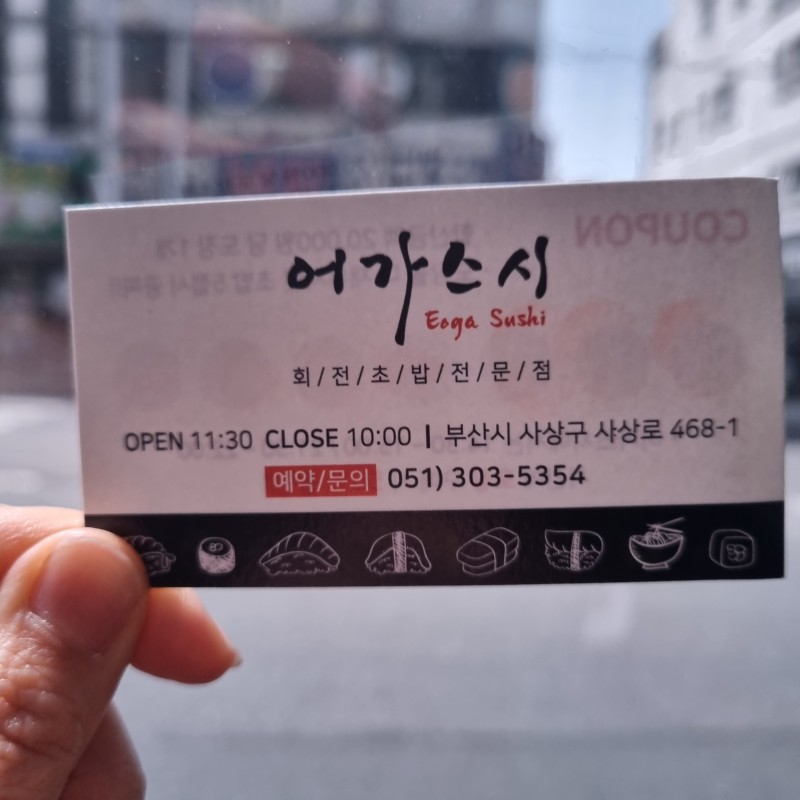 COUPON
어가스시
Eoga Sushi
회/전/초/밥/전/문/점
OPEN 11:30 CLOSE 10:00 | 부산시 사상구 사상로 468-1
예약/문의 051) 303-5354